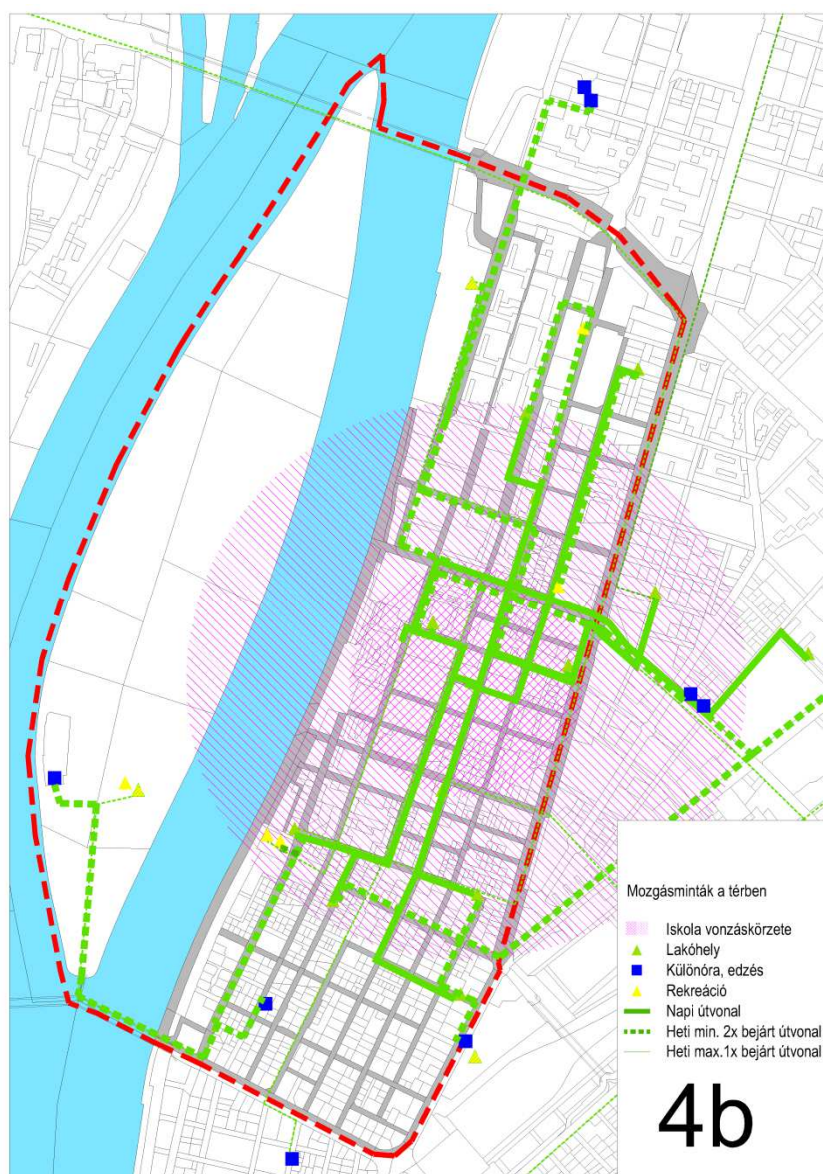 Mozgásminták a térben
Iskola vonzáskörzete
Lakóhely
Különóra, edzés
Rekreáció
Napi útvonal
Heti min. 2x bejárt útvonal
Heti max.1x bejárt útvonal
4b